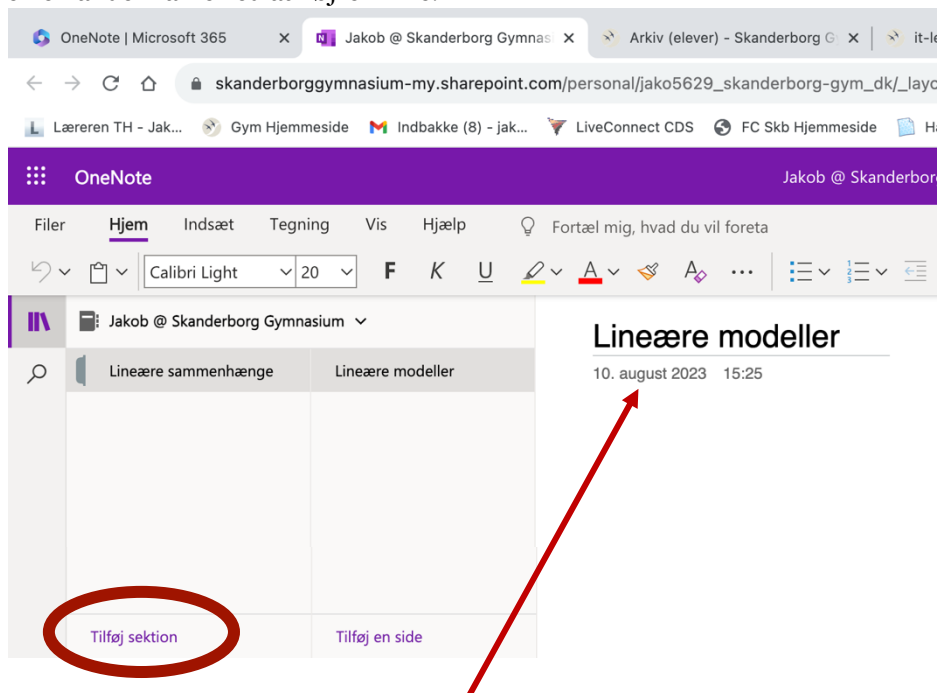 OneNote | Microsoft 365
Jakob @ Skanderborg Gymnas
Arkiv (elever) - Skanderborg G
it-le
skanderborggymnasium-my.sharepoint.com/personal/jako5629_skanderborg-gym_dk/_layo
Læreren TH - Jak...
Gym Hjemmeside
Indbakke (8) - jak...
LiveConnect CDS
FC Skb Hjemmeside
OneNote
Jakob @ Skanderbor
Filer
Hjem
Indsæt
Tegning
Vis
Hjælp
Fortæl mig, hvad du vil foreta
Calibri Light
20
F
K
U
A
A
Jakob @ Skanderborg Gymnasium
Lineære sammenhænge
Lineære modeller
Lineære modeller
10. august 2023 15:25
Tilføj sektion
Tilføj en side